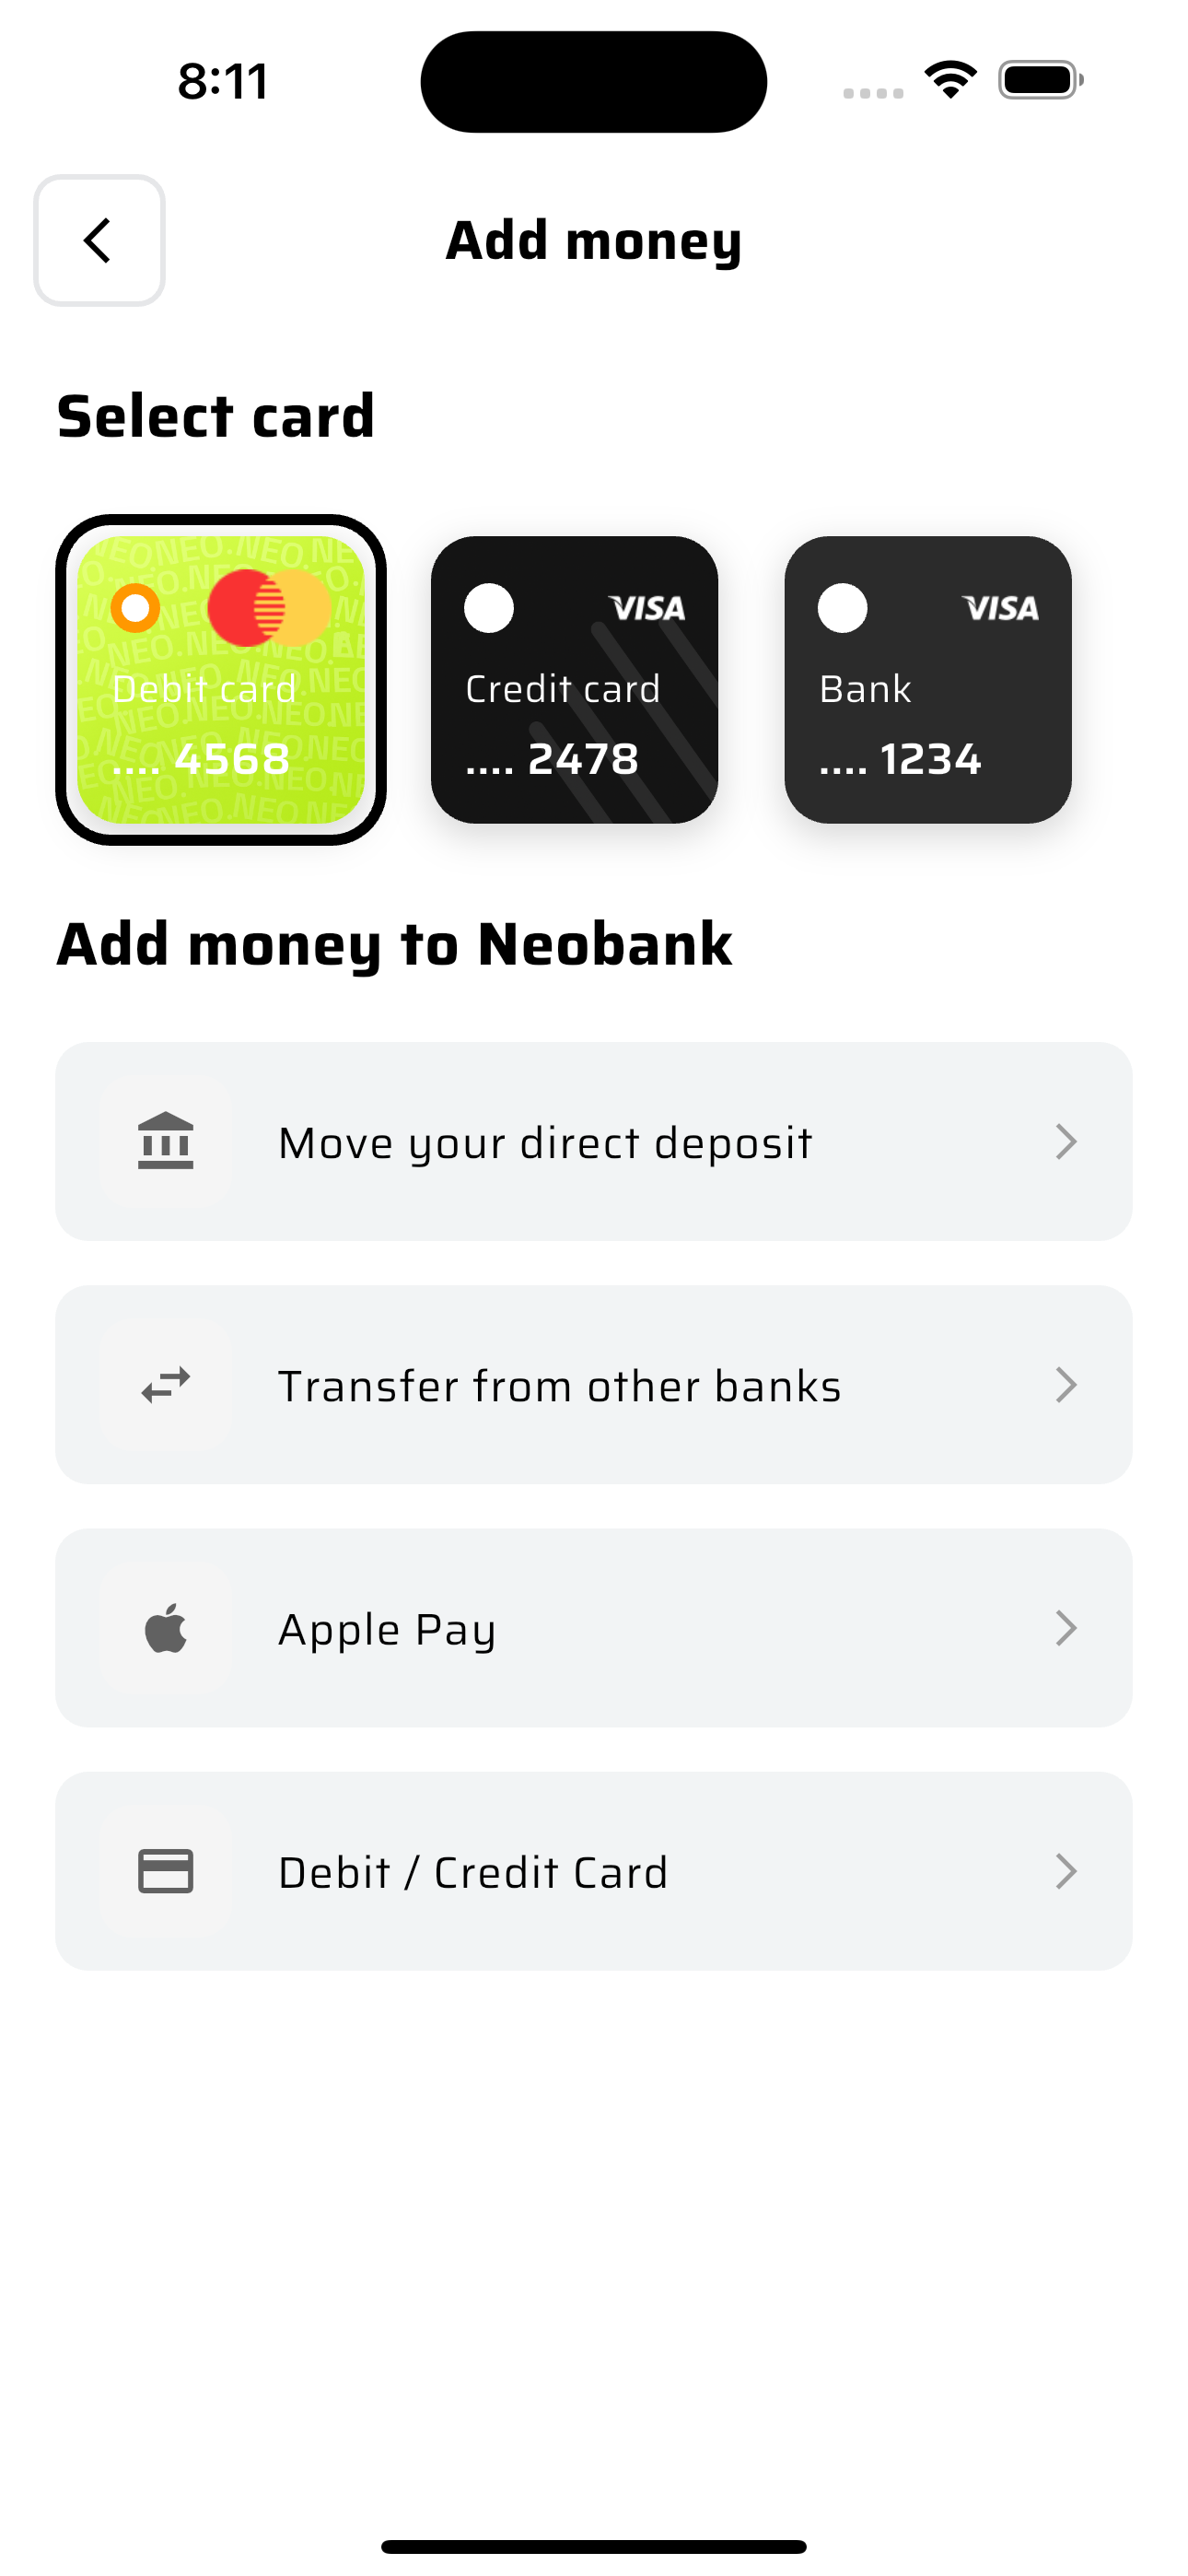 8:11
Add money
Select card
Debit card
.... 4568
VISA
Credit card
.... 2478
VISA
Bank
.... 1234
Add money to Neobank
Move your direct deposit
Transfer from other banks
Apple Pay
Debit / Credit Card